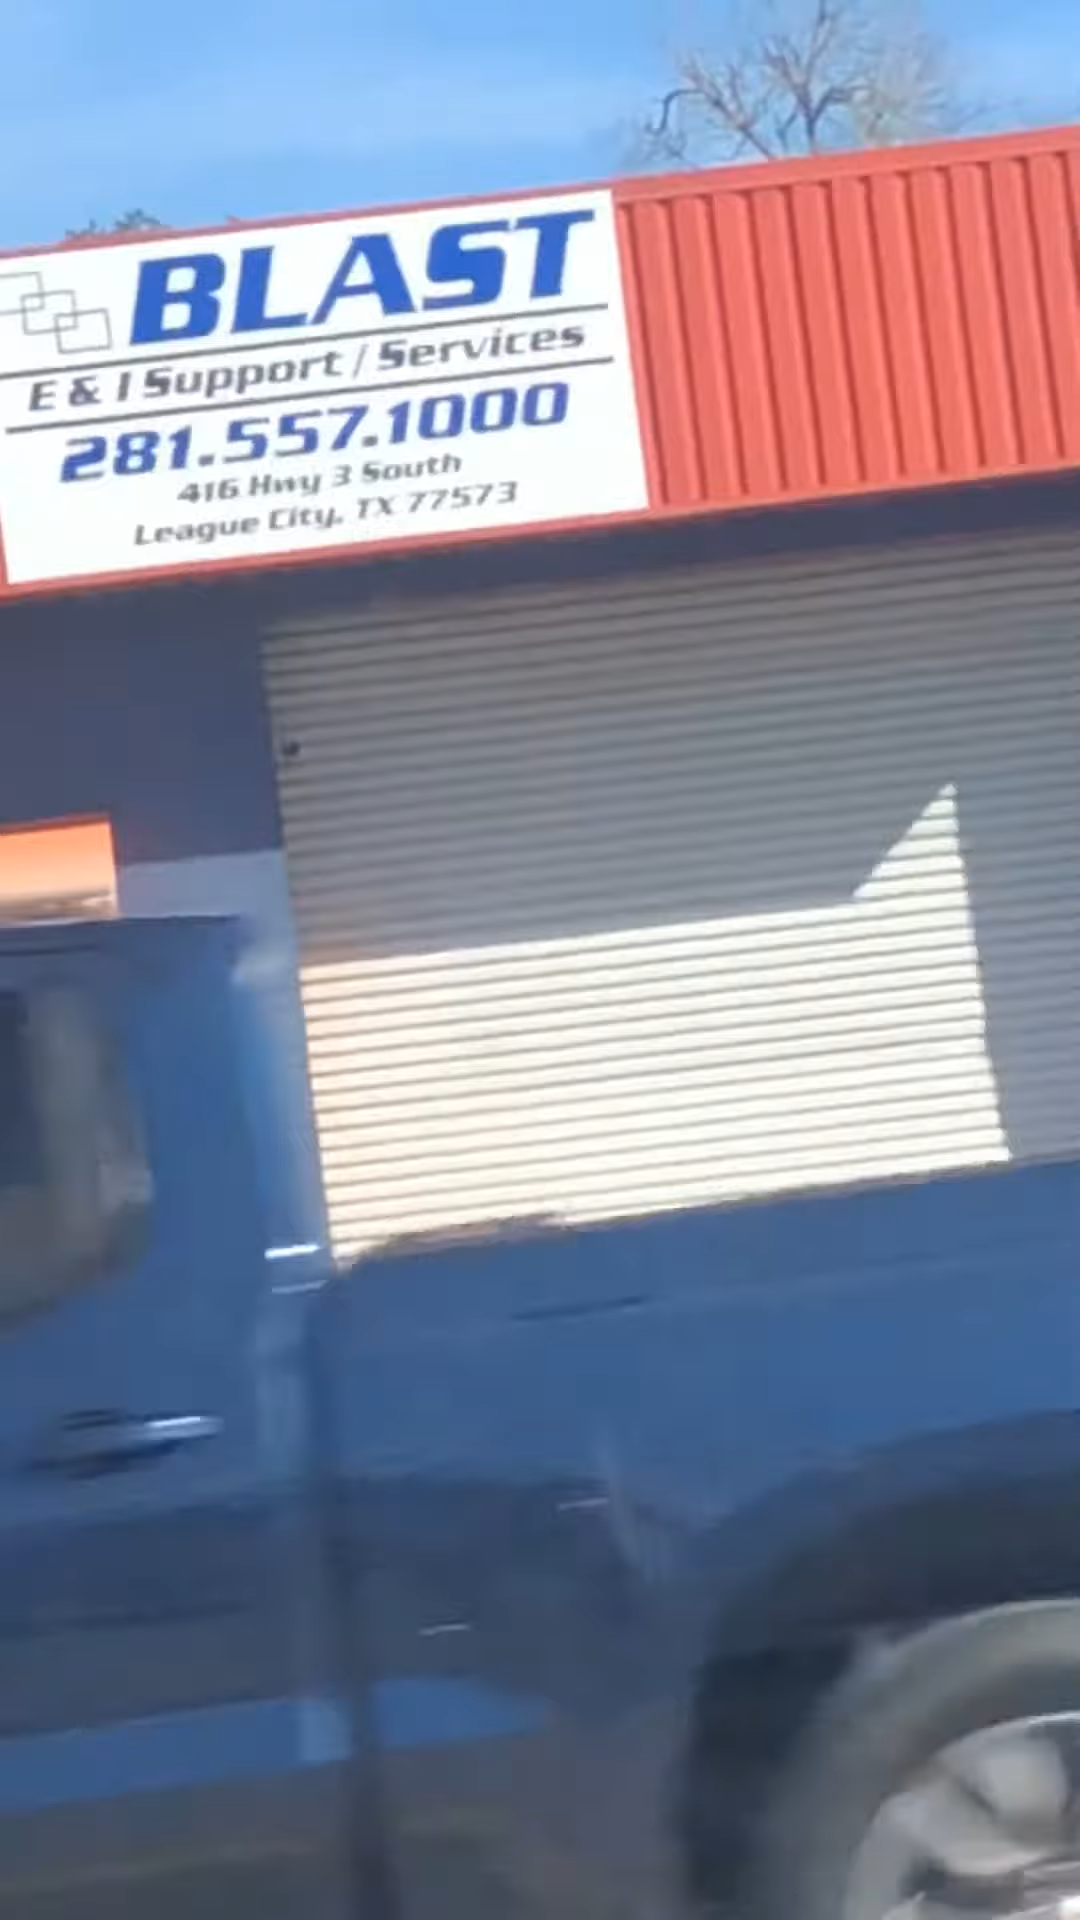 BLAST
E & I Support / Services
281.557.1000
416 Hwy 3 South
League City, TX 77573